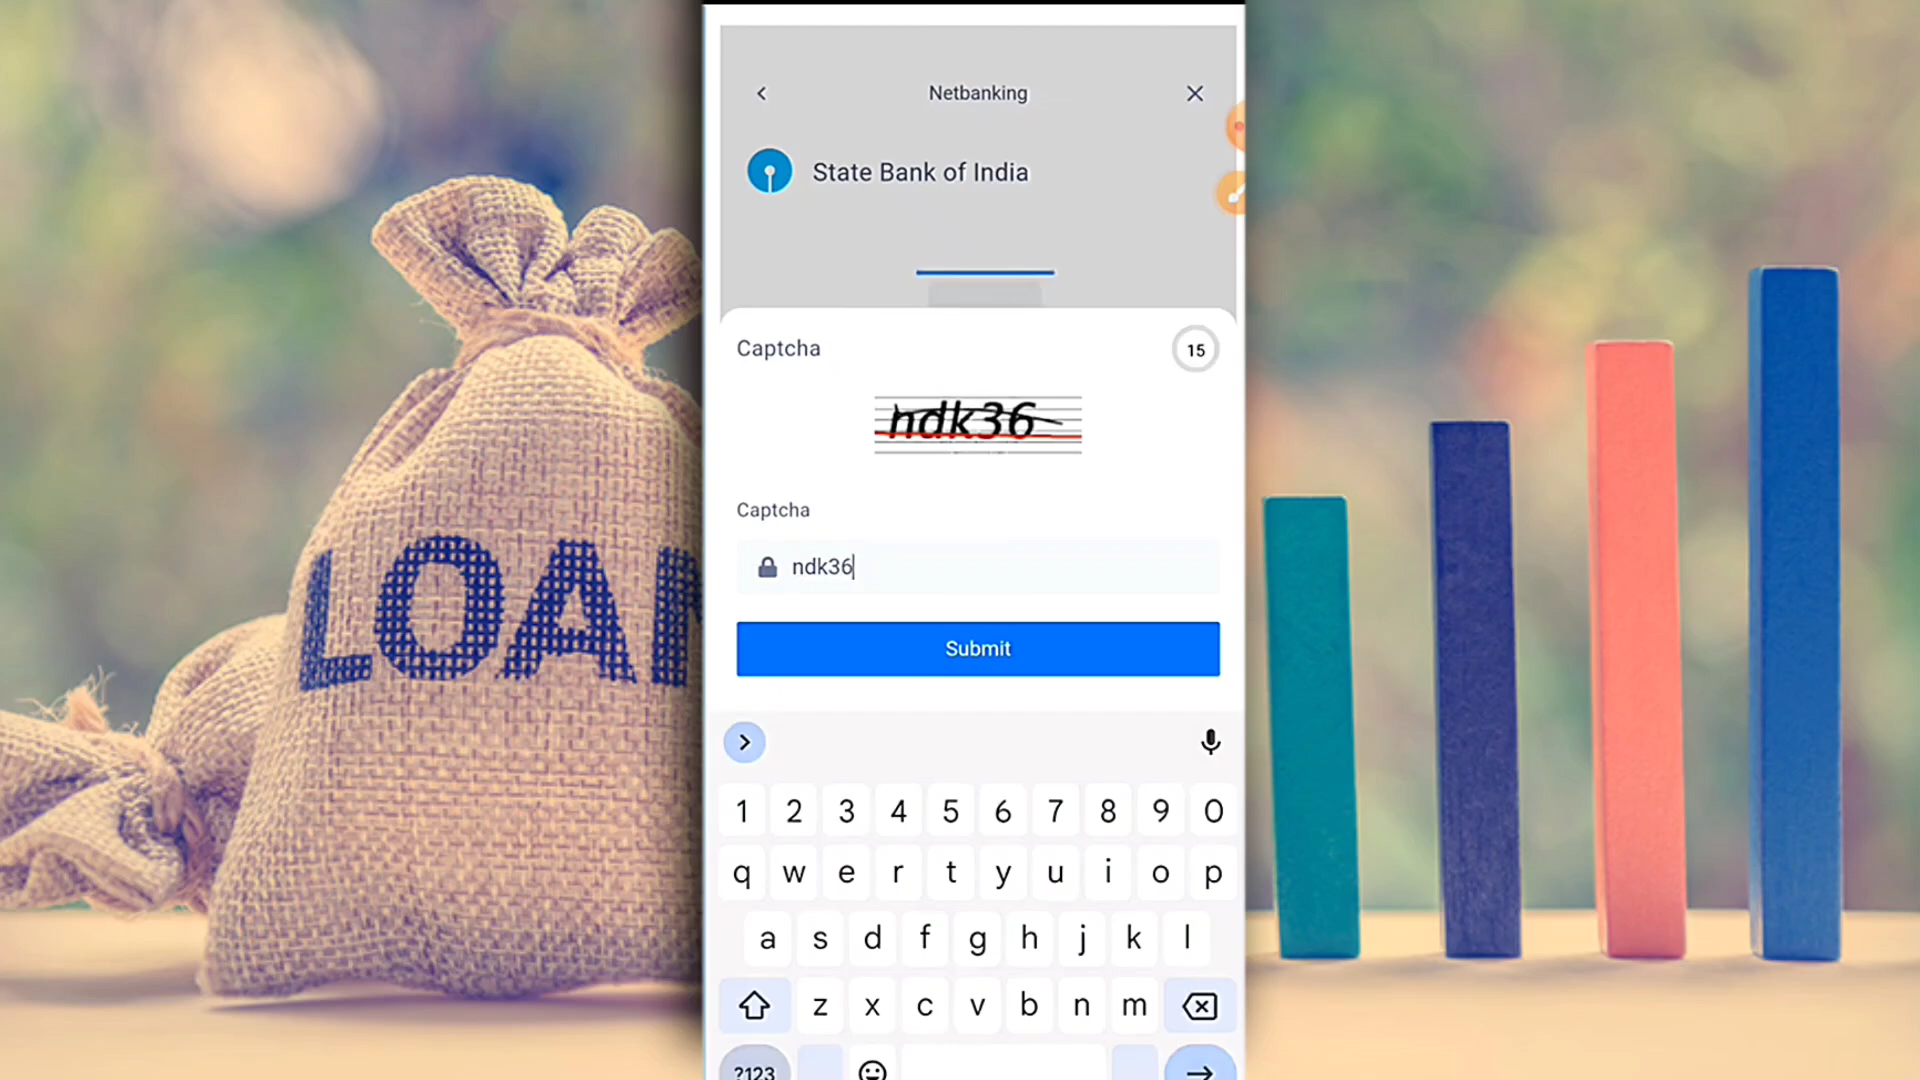 Netbanking
State Bank of India
Captcha
15
ndk36
Captcha
ndk36
Submit
LOAN
1 2 3 4 5 6 7 8 9 0
q w e r t y u i o p
a s d f g h j k l
z x c v b n m
?123